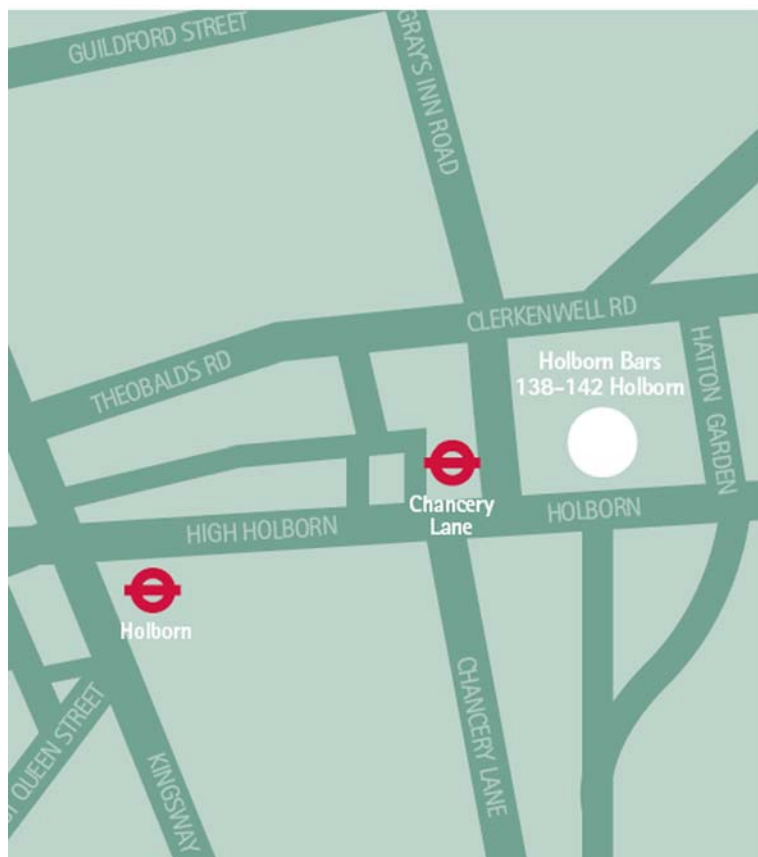 GUILDFORD STREET
GRAY'S INN ROAD
CLERKENWELL RD
THEOBALDS RD
Holborn Bars
138–142 Holborn
HATTON GARDEN
Chancery
Lane
HOLBORN
HIGH HOLBORN
Holborn
CHANCERY LANE
QUEEN STREET
KINGSWAY